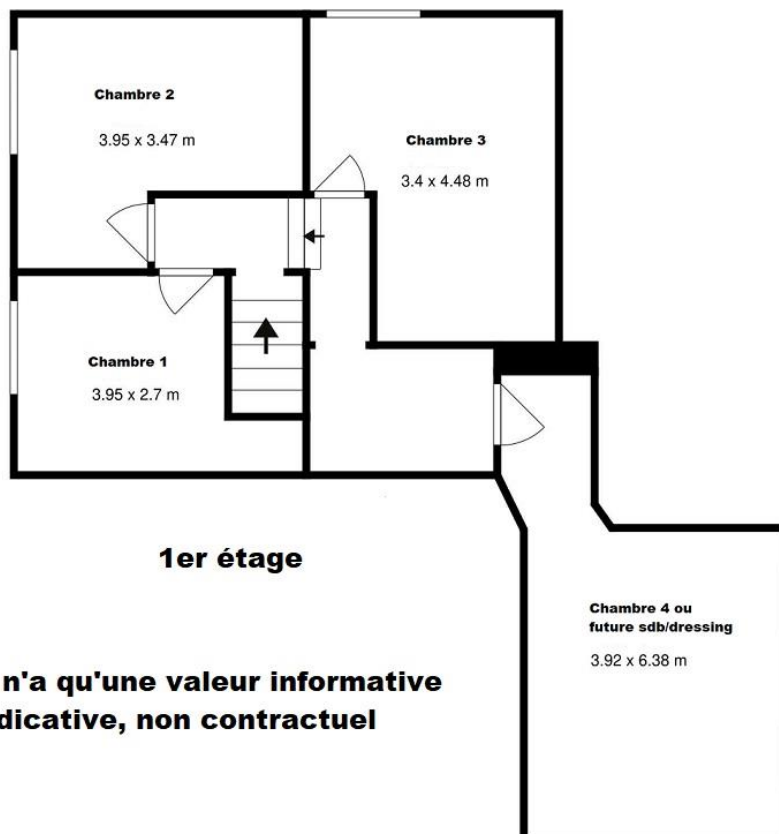 Chambre 2
3.95 x 3.47 m
Chambre 3
3.4 x 4.48 m
Chambre 1
3.95 x 2.7 m
1er étage
Chambre 4 ou
future sdb/dressing
3.92 x 6.38 m
n'a qu'une valeur informative
dicative, non contractuel